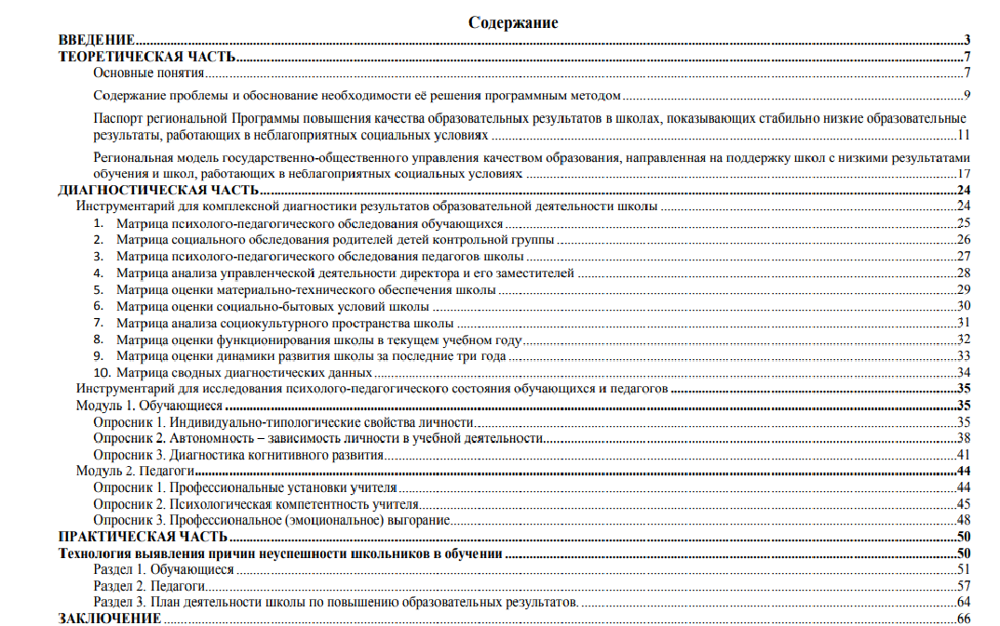 Содержание
ВВЕДЕНИЕ 3
ТЕОРЕТИЧЕСКАЯ ЧАСТЬ 7
Основные понятия 7
Содержание проблемы и обоснование необходимости её решения программным методом 9
Паспорт региональной Программы повышения качества образовательных результатов в школах, показывающих стабильно низкие образовательные
результаты, работающих в неблагоприятных социальных условиях 11
Региональная модель государственно-общественного управления качеством образования, направленная на поддержку школ с низкими результатами
обучения и школ, работающих в неблагоприятных социальных условиях 17
ДИАГНОСТИЧЕСКАЯ ЧАСТЬ 24
Инструментарий для комплексной диагностики результатов образовательной деятельности школы 24
1. Матрица психолого-педагогического обследования обучающихся 25
2. Матрица социального обследования родителей детей контрольной группы 26
3. Матрица психолого-педагогического обследования педагогов школы 27
4. Матрица анализа управленческой деятельности директора и его заместителей 28
5. Матрица оценки материально-технического обеспечения школы 29
6. Матрица оценки социально-бытовых условий школы 30
7. Матрица анализа социокультурного пространства школы 31
8. Матрица оценки функционирования школы в текущем учебном году 32
9. Матрица оценки динамики развития школы за последние три года 33
10. Матрица сводных диагностических данных 34
Инструментарий для исследования психолого-педагогического состояния обучающихся и педагогов 35
Модуль 1. Обучающиеся 35
Опросник 1. Индивидуально-типологические свойства личности 35
Опросник 2. Автономность – зависимость личности в учебной деятельности 38
Опросник 3. Диагностика когнитивного развития 41
Модуль 2. Педагоги 44
Опросник 1. Профессиональные установки учителя 44
Опросник 2. Психологическая компетентность учителя 45
Опросник 3. Профессиональное (эмоциональное) выгорание 48
ПРАКТИЧЕСКАЯ ЧАСТЬ 50
Технология выявления причин неуспешности школьников в обучении 50
Раздел 1. Обучающиеся 51
Раздел 2. Педагоги 57
Раздел 3. План деятельности школы по повышению образовательных результатов. 64
ЗАКЛЮЧЕНИЕ 66